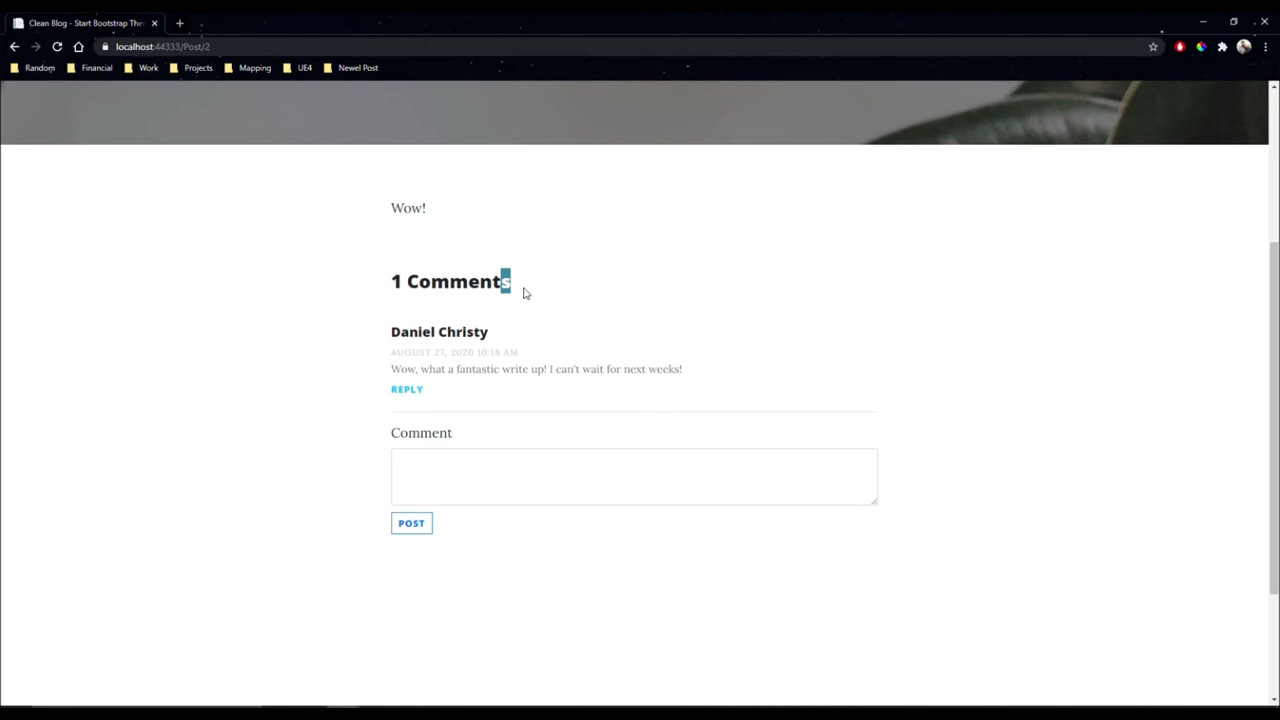 Clean Blog - Start Bootstrap The
localhost:44333/Post/2
Random Financial Work Projects Mapping UE4 Newel Post
Wow!
1 Comments
Daniel Christy
AUGUST 27, 2020 10:18 AM
Wow, what a fantastic write up! I can't wait for next weeks!
REPLY
Comment
POST